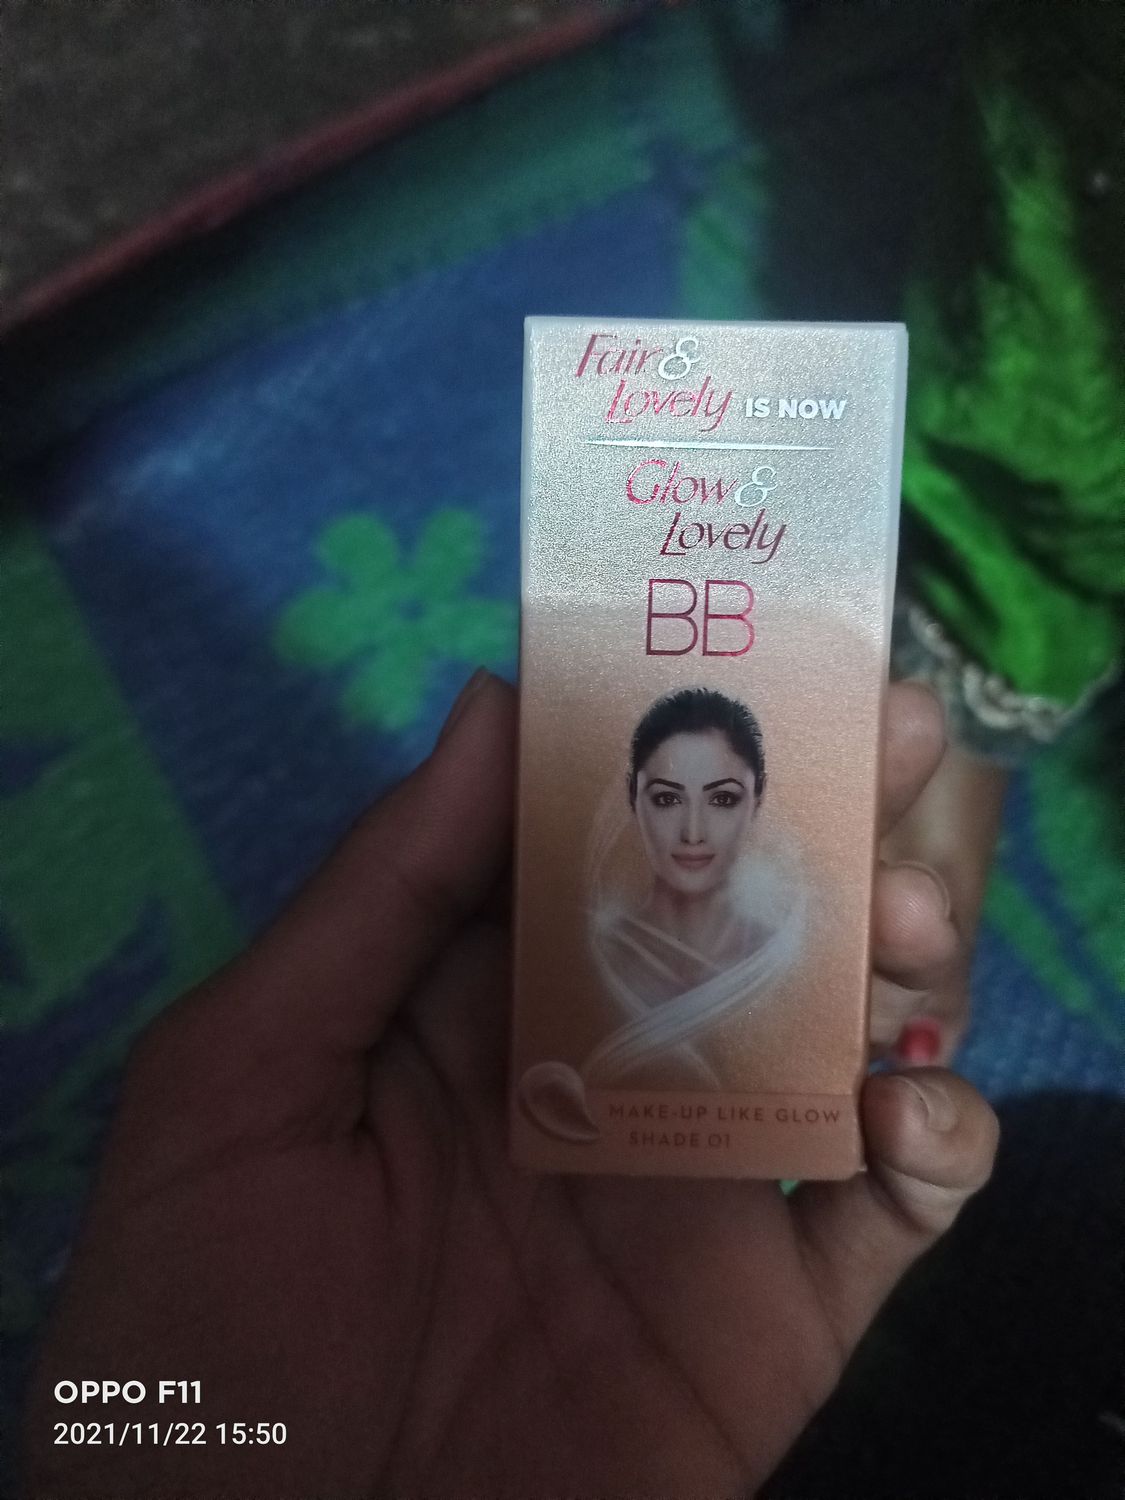 Fair &
Lovely IS NOW
Glow &
Lovely
BB
MAKE-UP LIKE GLOW
SHADE 01
OPPO F11
2021/11/22 15:50